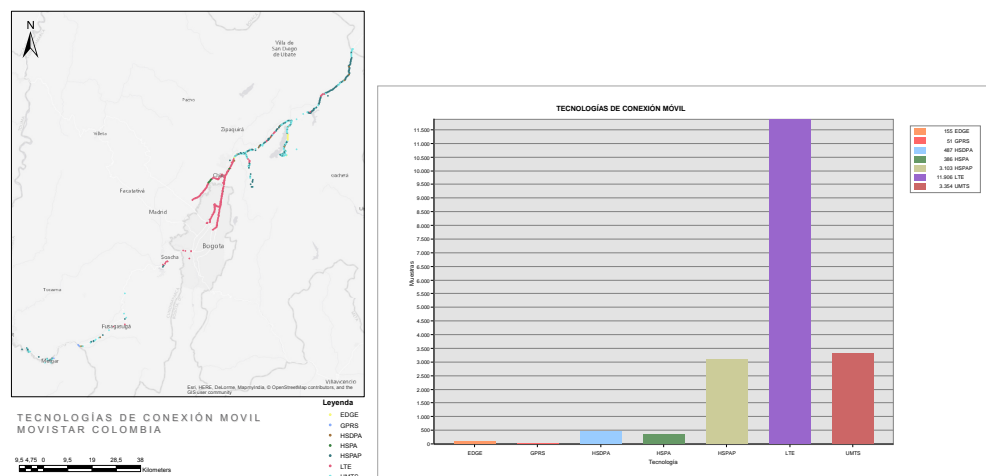 N
Villa de
San Diego
de Ubate
Pacho
Zipaquirá
Villeta
Chía
Guacheta
Facatativá
Madrid
Bogota
Soacha
Tocaima
Fusagasugá
Melgar
Villavicencio
Esri, HERE, DeLorme, MapmyIndia, © OpenStreetMap contributors, and the
GIS user community
TECNOLOGÍAS DE CONEXIÓN MOVIL
MOVISTAR COLOMBIA
9,5 4,75 0 9,5 19 28,5 38
Kilometers
Leyenda
EDGE
GPRS
HSDPA
HSPA
HSPAP
LTE
UMTS
TECNOLOGÍAS DE CONEXIÓN MÓVIL
11.500
11.000
10.500
10.000
9.500
9.000
8.500
8.000
7.500
7.000
6.500
6.000
5.500
5.000
4.500
4.000
3.500
3.000
2.500
2.000
1.500
1.000
500
0
Muestras
EDGE GPRS HSDPA HSPA HSPAP LTE UMTS
Tecnología
155 EDGE
51 GPRS
487 HSDPA
386 HSPA
3.103 HSPAP
11.906 LTE
3.354 UMTS